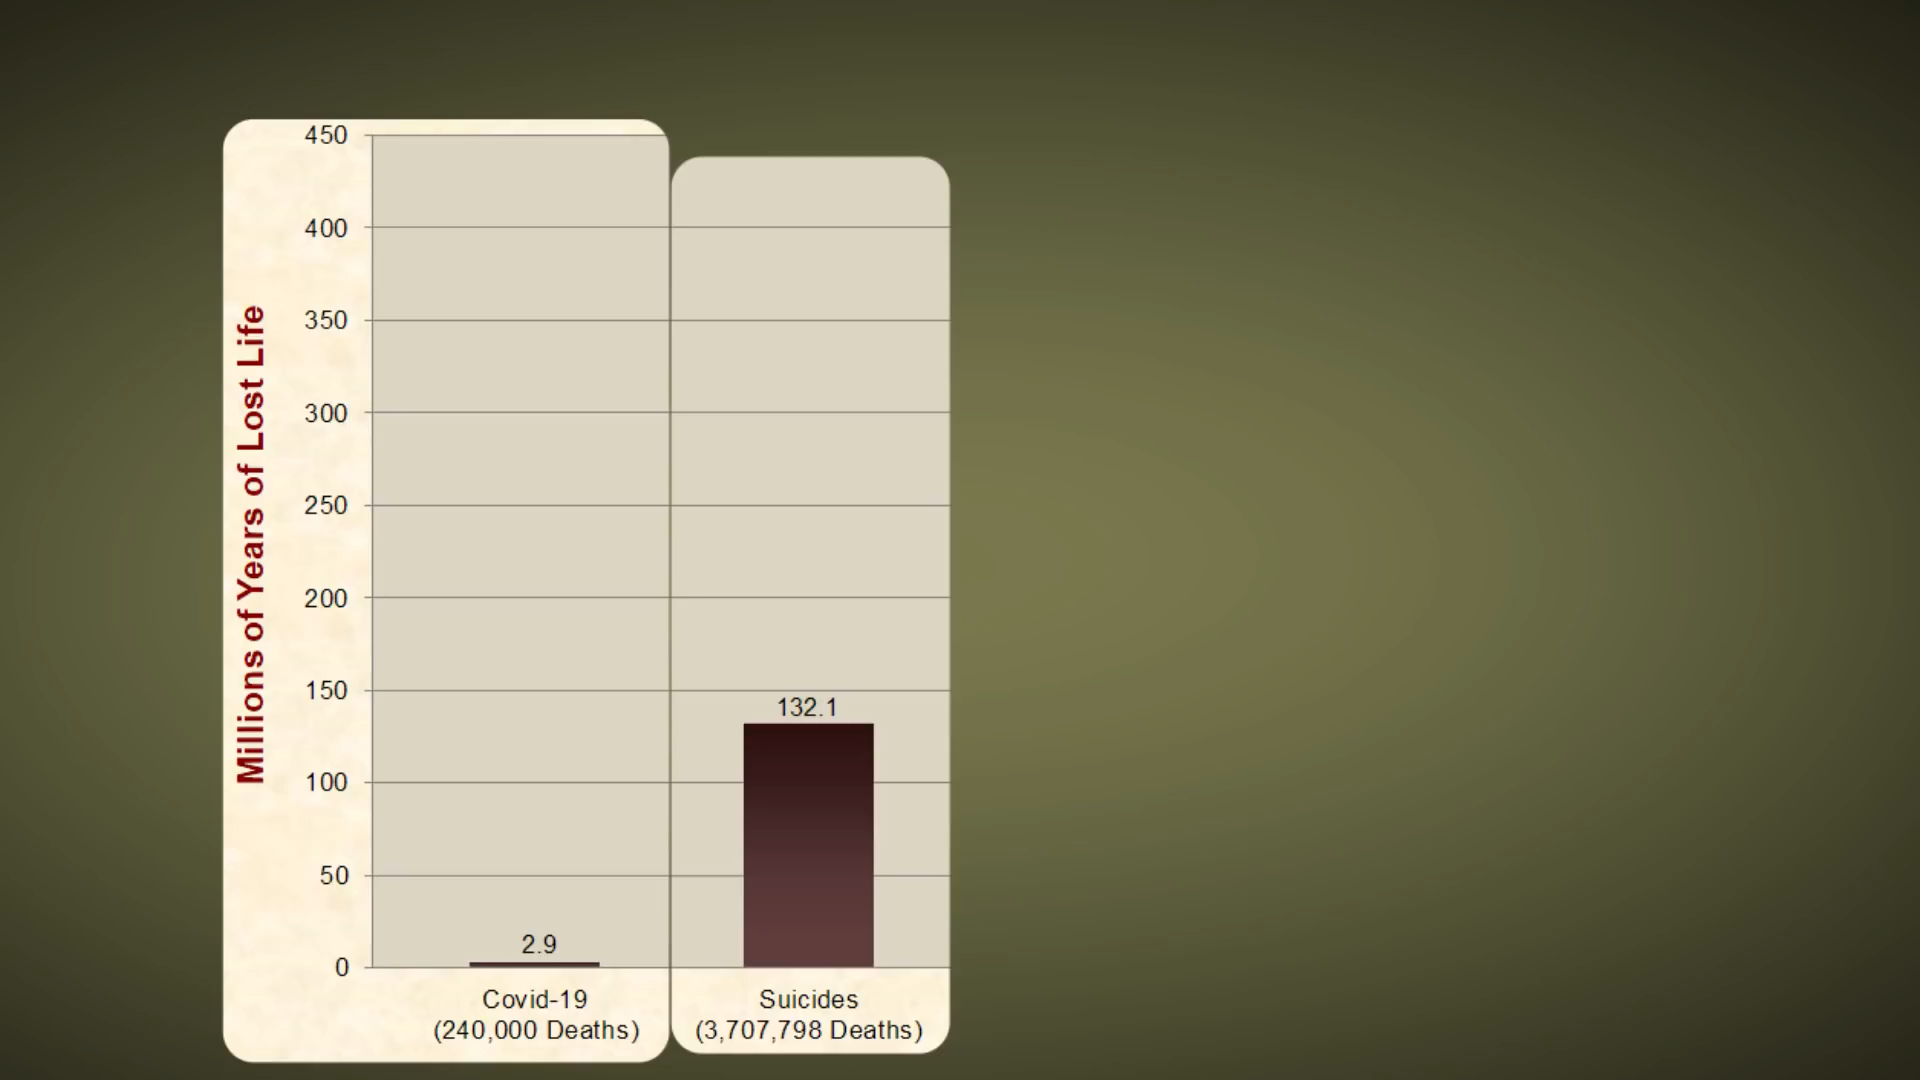 Millions of Years of Lost Life
450
400
350
300
250
200
150
100
50
0
2.9
132.1
Covid-19
(240,000 Deaths)
Suicides
(3,707,798 Deaths)